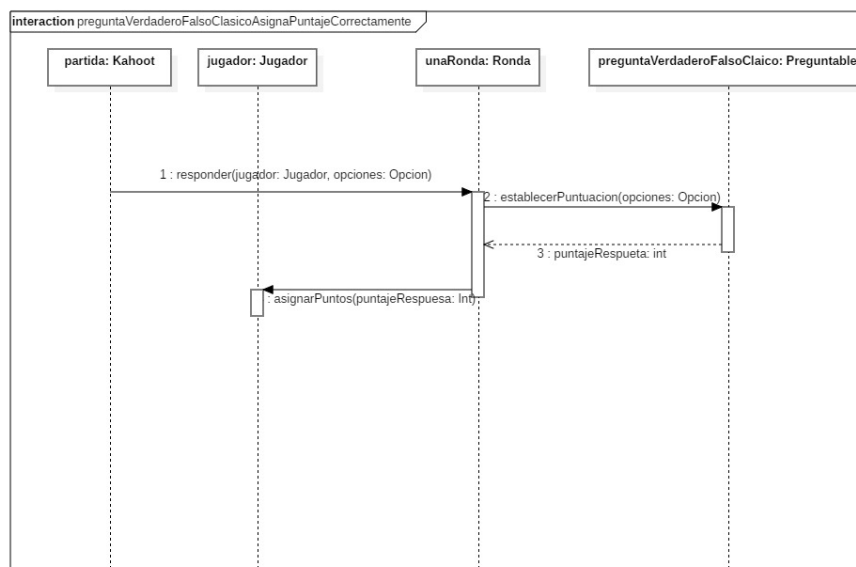 interaction preguntaVerdaderoFalsoClasicoAsignaPuntajeCorrectamente
partida: Kahoot
jugador: Jugador
unaRonda: Ronda
preguntaVerdaderoFalsoClaico: Preguntable
1 : responder(jugador: Jugador, opciones: Opcion)
2 : establecerPuntuacion(opciones: Opcion)
3 : puntajeRespueta: int
: asignarPuntos(puntajeRespuesa: Int)